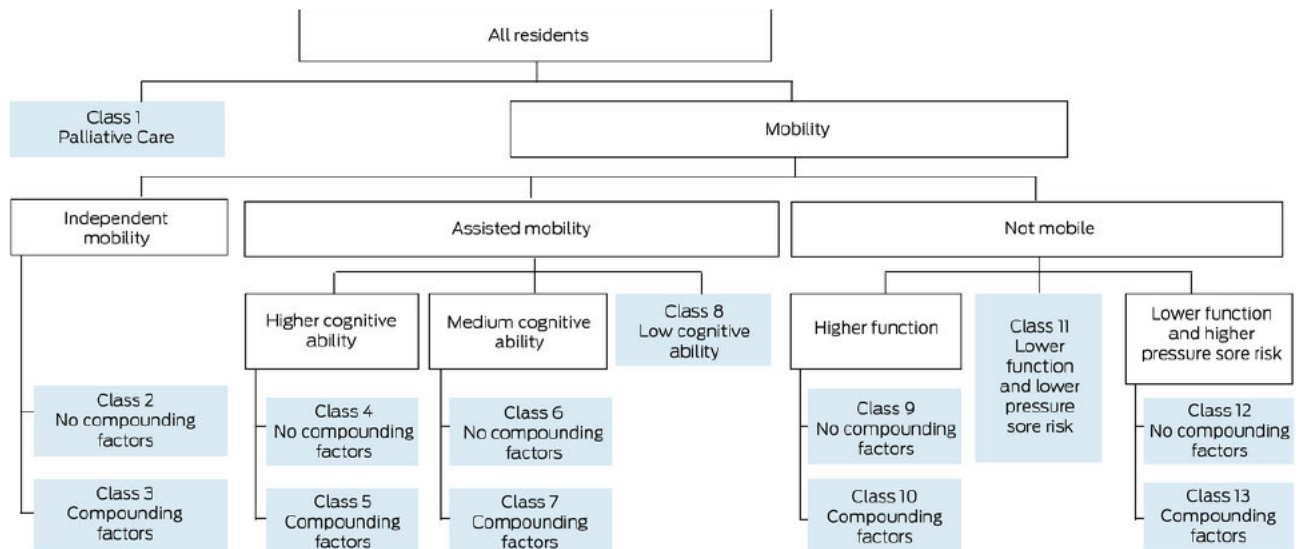 All residents
Class 1
Palliative Care
Mobility
Independent
mobility
Assisted mobility
Not mobile
Higher cognitive
ability
Medium cognitive
ability
Class 8
Low cognitive
ability
Higher function
Class 11
Lower
function
and lower
pressure
sore risk
Lower function
and higher
pressure sore risk
Class 2
No compounding
factors
Class 4
No compounding
factors
Class 6
No compounding
factors
Class 9
No compounding
factors
Class 12
No compounding
factors
Class 3
Compounding
factors
Class 5
Compounding
factors
Class 7
Compounding
factors
Class 10
Compounding
factors
Class 13
Compounding
factors